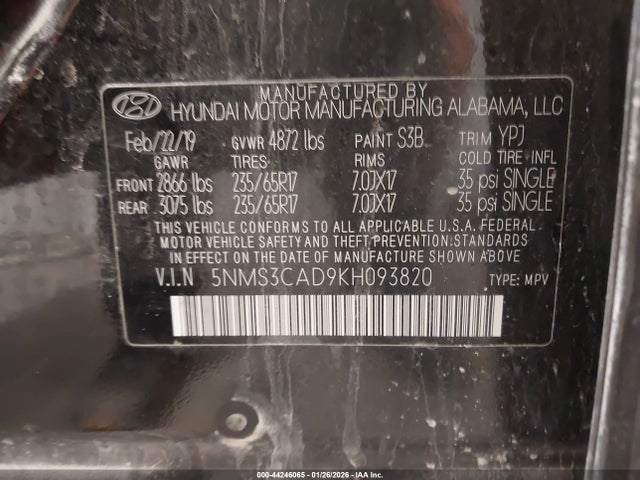 MANUFACTURED BY
HYUNDAI MOTOR MANUFACTURING ALABAMA, LLC
Feb/22/19 GVWR 4872 lbs PAINT S3B TRIM YPJ
GAWR TIRES RIMS COLD TIRE INFL
FRONT 2866 lbs 235/65R17 7.0JX17 35 psi SINGLE
REAR 3075 lbs 235/65R17 7.0JX17 35 psi SINGLE
THIS VEHICLE CONFORMS TO ALL APPLICABLE U.S.A. FEDERAL
MOTOR VEHICLE SAFETY THEFT PREVENTION STANDARDS
IN EFFECT ON THE DATE OF MANUFACTURE SHOWN ABOVE.
V.I.N 5NMS3CAD9KH093820 TYPE: MPV
000-44246065 - 01/26/2026 - IAA Inc.